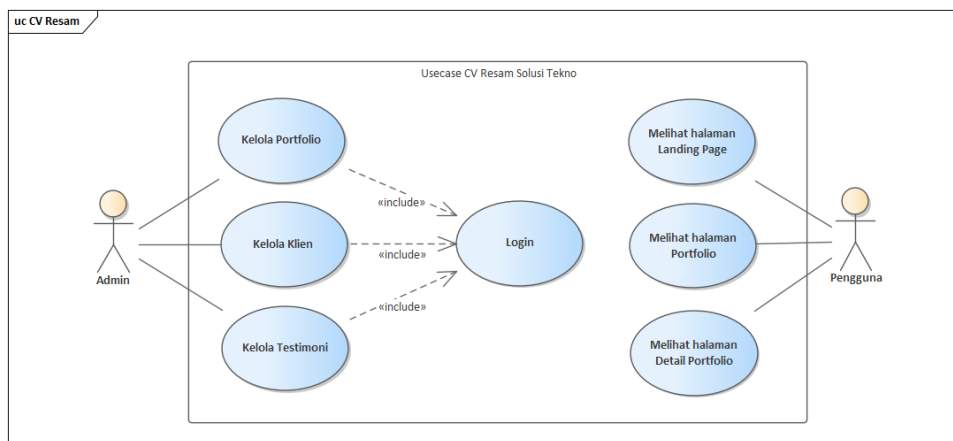 uc CV Resam
Usecase CV Resam Solusi Tekno
Kelola Portfolio
Melihat halaman
Landing Page
«include»
Admin
Kelola Klien
«include»
Login
Melihat halaman
Portfolio
Pengguna
«include»
Kelola Testimoni
Melihat halaman
Detail Portfolio